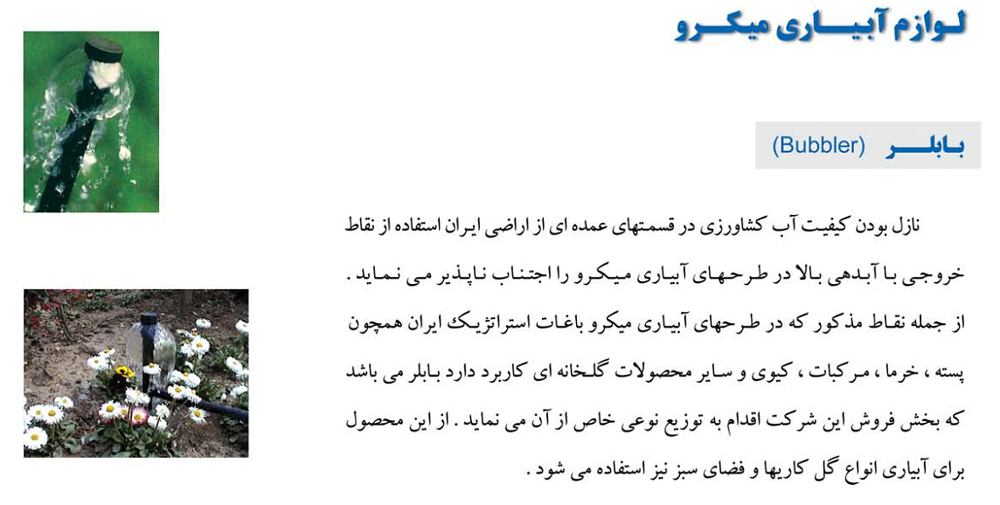 لوازم آبیاری میکرو
بابلر (Bubbler)
نازل بودن کیفیت آب کشاورزی در قسمتهای عمده ای از اراضی ایران استفاده از نقاط
خروجی با آبدهی بالا در طرحهای آبیاری میکرو را اجتناب ناپذیر می نماید .
از جمله نقاط مذکور که در طرحهای آبیاری میکرو باغات استراتژیک ایران همچون
پسته ، خرما ، مرکبات ، کیوی و سایر محصولات گلخانه ای کاربرد دارد بابلر می باشد
که بخش فروش این شرکت اقدام به توزیع نوعی خاص از آن می نماید . از این محصول
برای آبیاری انواع گل کاریها و فضای سبز نیز استفاده می شود .